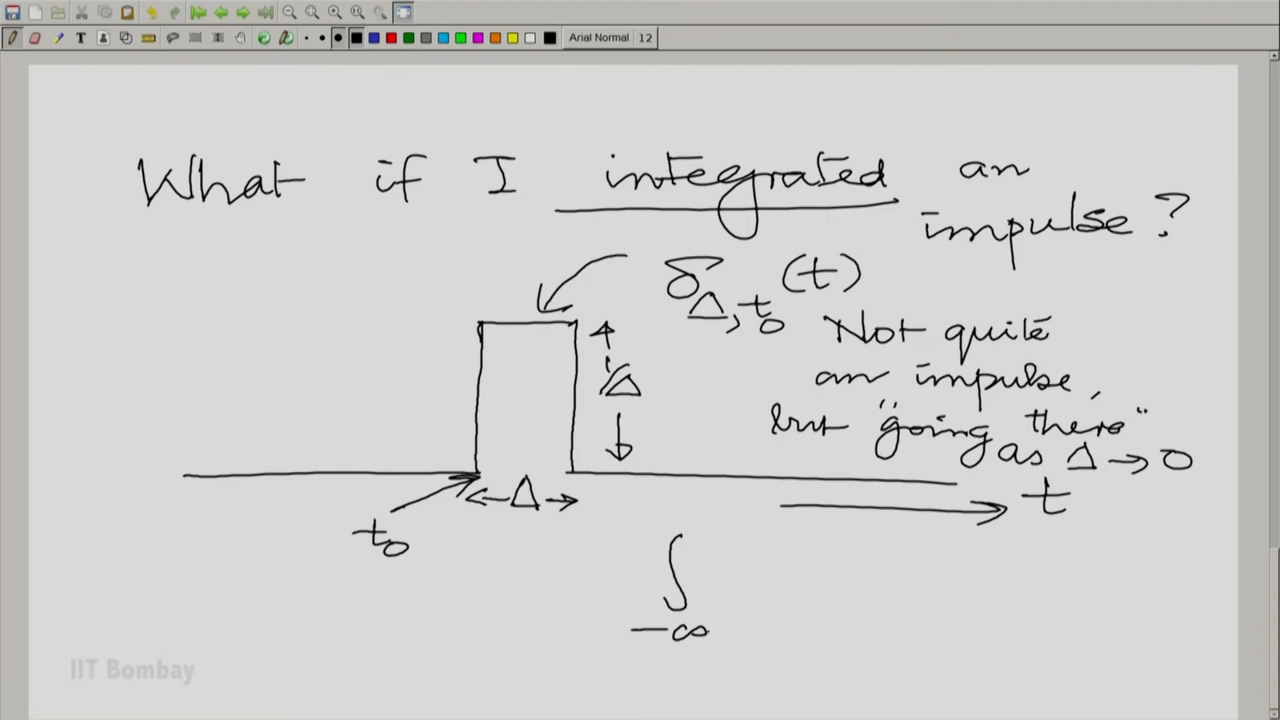 Arial Normal 12
What if I integrated an
impulse?
δ_Δ,t₀ (t)
Not quite
an impulse,
but "going there"
as Δ → 0
1/Δ
Δ
t₀
t
∫
-∞
IIT Bombay